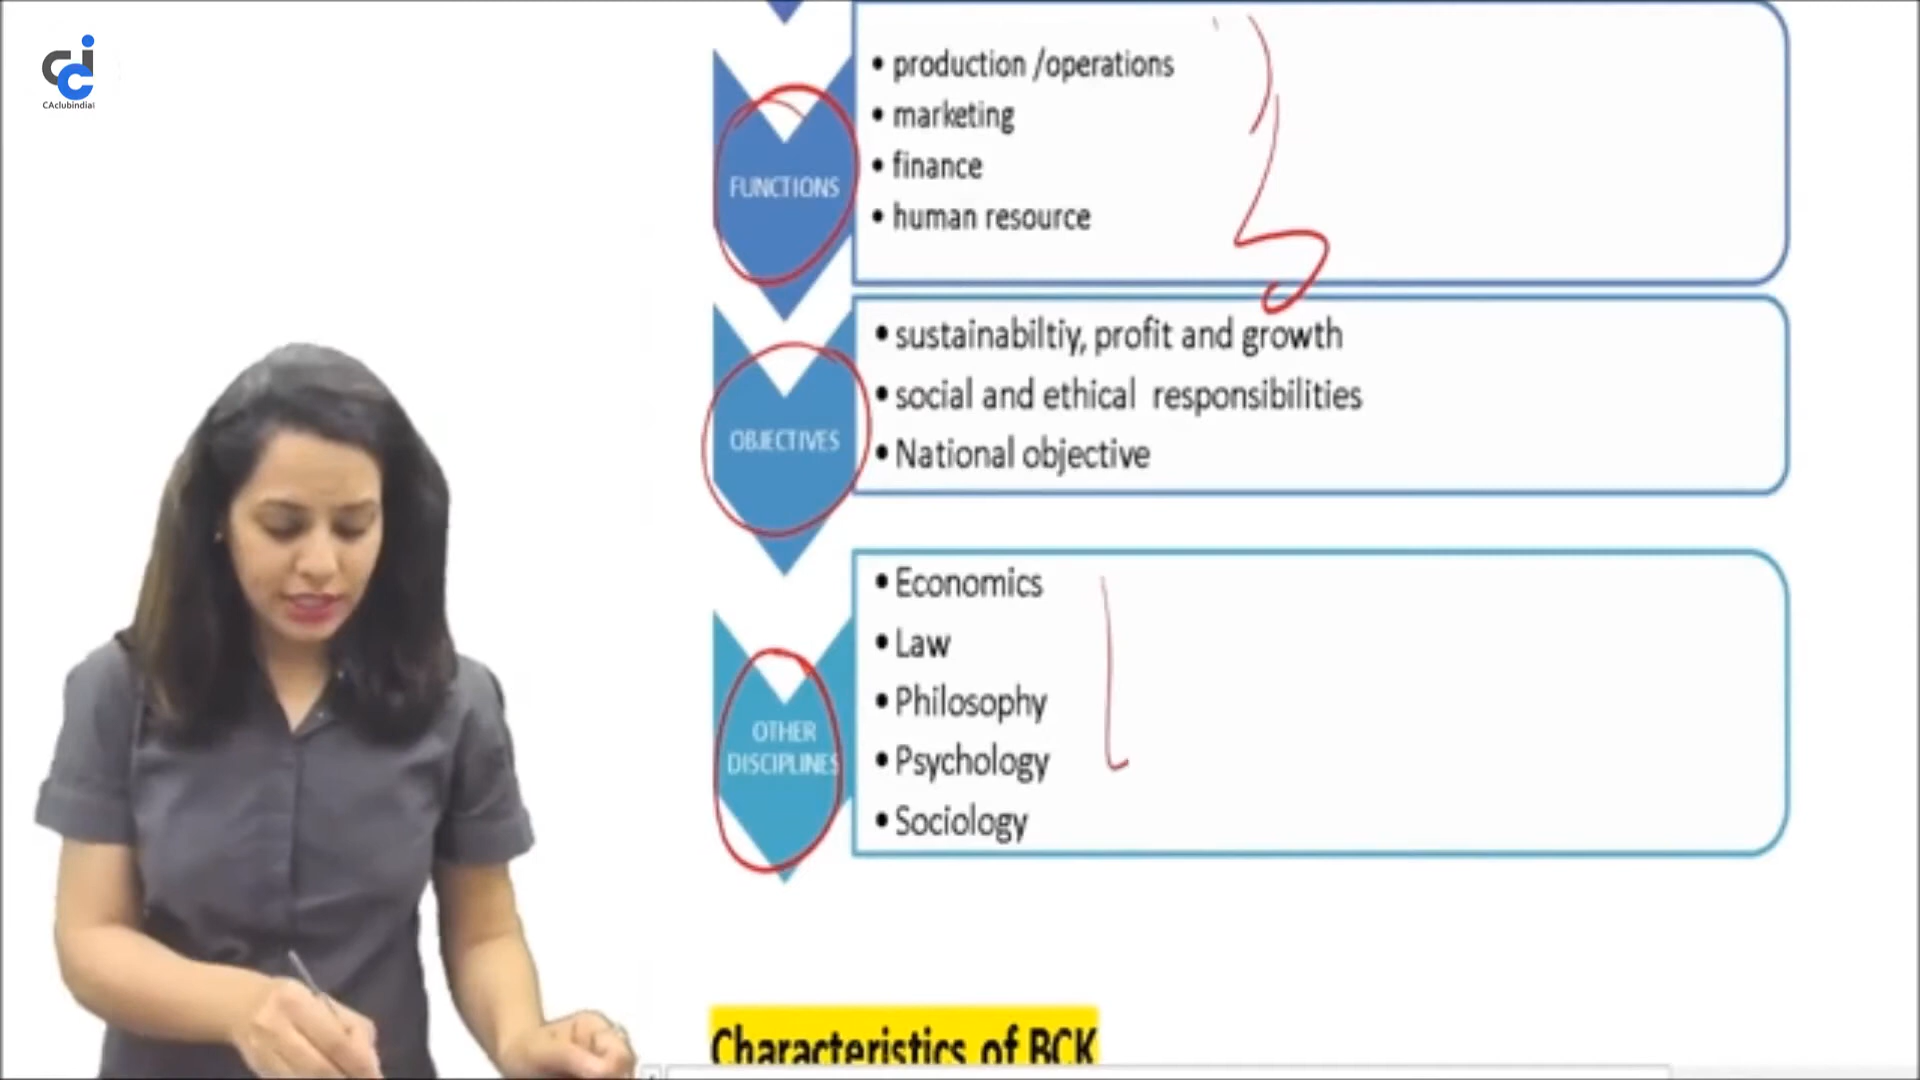 CAclubindia
• production /operations
• marketing
• finance
• human resource
FUNCTIONS
• sustainabiltiy, profit and growth
• social and ethical responsibilities
• National objective
OBJECTIVES
• Economics
• Law
• Philosophy
• Psychology
• Sociology
OTHER
DISCIPLINES
Characteristics of BCK